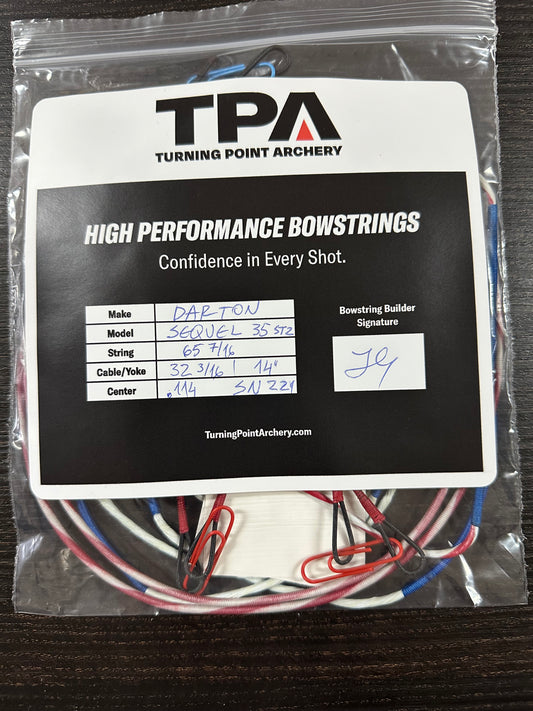 TPA
TURNING POINT ARCHERY
HIGH PERFORMANCE BOWSTRINGS
Confidence in Every Shot.
Make DARTON
Model SEQUEL 35 ST2
String 65 7/16
Cable/Yoke 32 3/16 | 14"
Center .114 SN 221
Bowstring Builder
Signature
TurningPointArchery.com